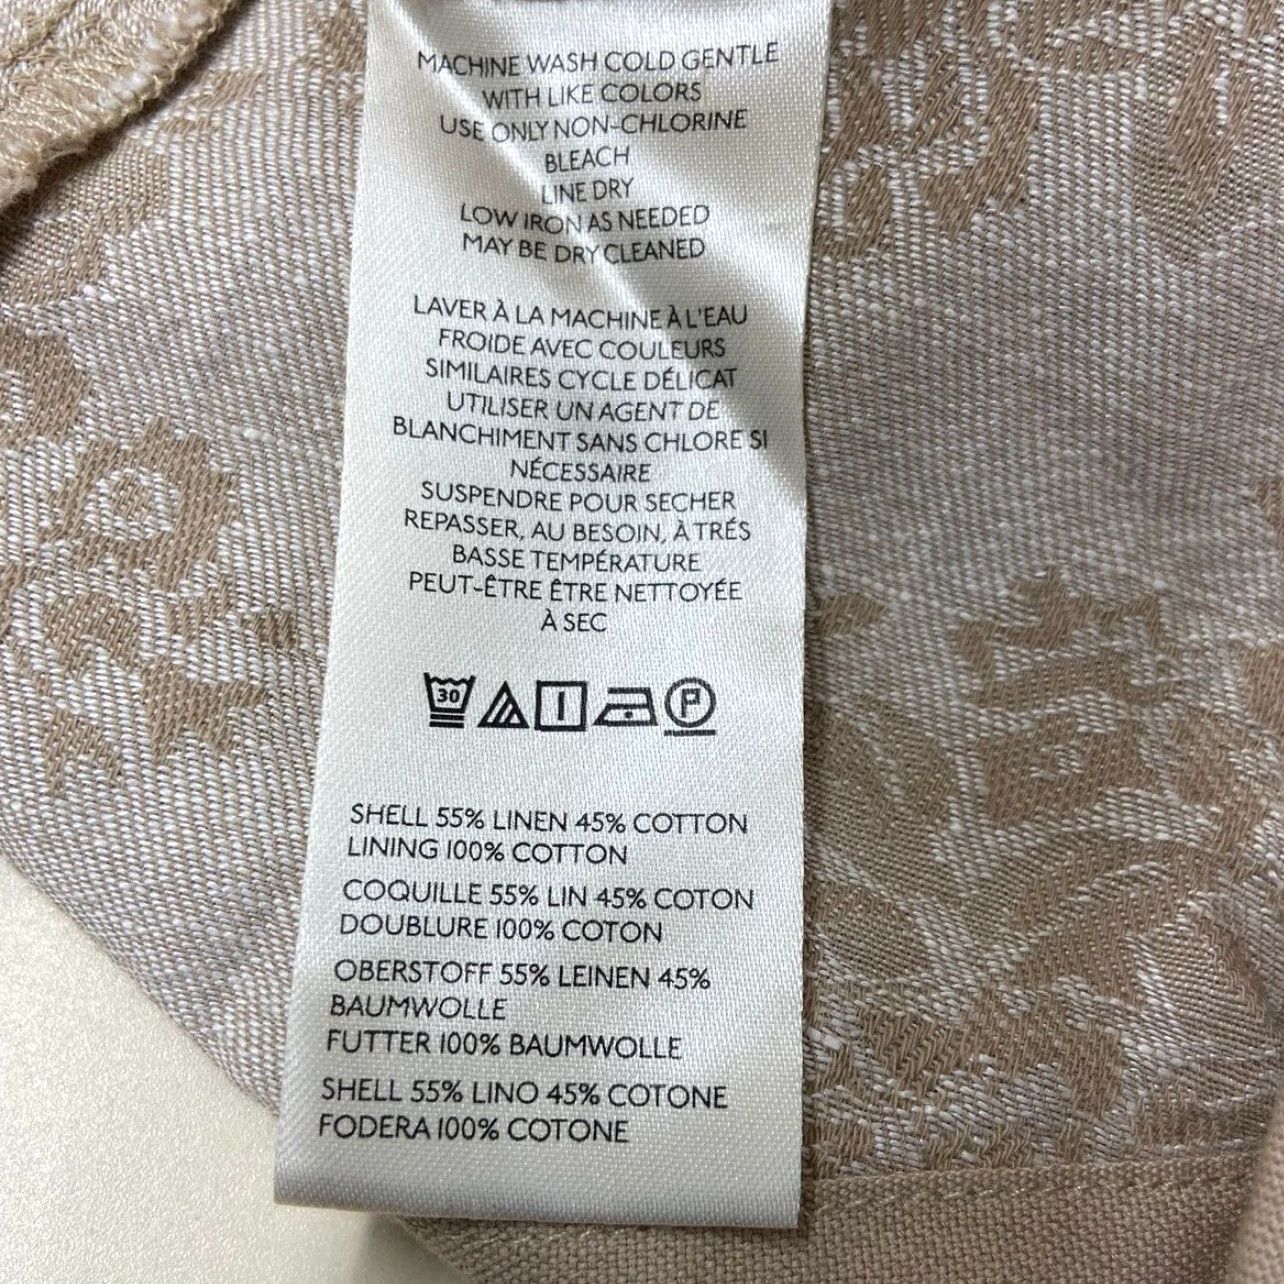 MACHINE WASH COLD GENTLE
WITH LIKE COLORS
USE ONLY NON-CHLORINE
BLEACH
LINE DRY
LOW IRON AS NEEDED
MAY BE DRY CLEANED
LAVER À LA MACHINE À L'EAU
FROIDE AVEC COULEURS
SIMILAIRES CYCLE DÉLICAT
UTILISER UN AGENT DE
BLANCHIMENT SANS CHLORE SI
NÉCESSAIRE
SUSPENDRE POUR SECHER
REPASSER, AU BESOIN, À TRÉS
BASSE TEMPÉRATURE
PEUT-ÊTRE ÊTRE NETTOYÉE
À SEC
30 P
SHELL 55% LINEN 45% COTTON
LINING 100% COTTON
COQUILLE 55% LIN 45% COTON
DOUBLURE 100% COTON
OBERSTOFF 55% LEINEN 45%
BAUMWOLLE
FUTTER 100% BAUMWOLLE
SHELL 55% LINO 45% COTONE
FODERA 100% COTONE